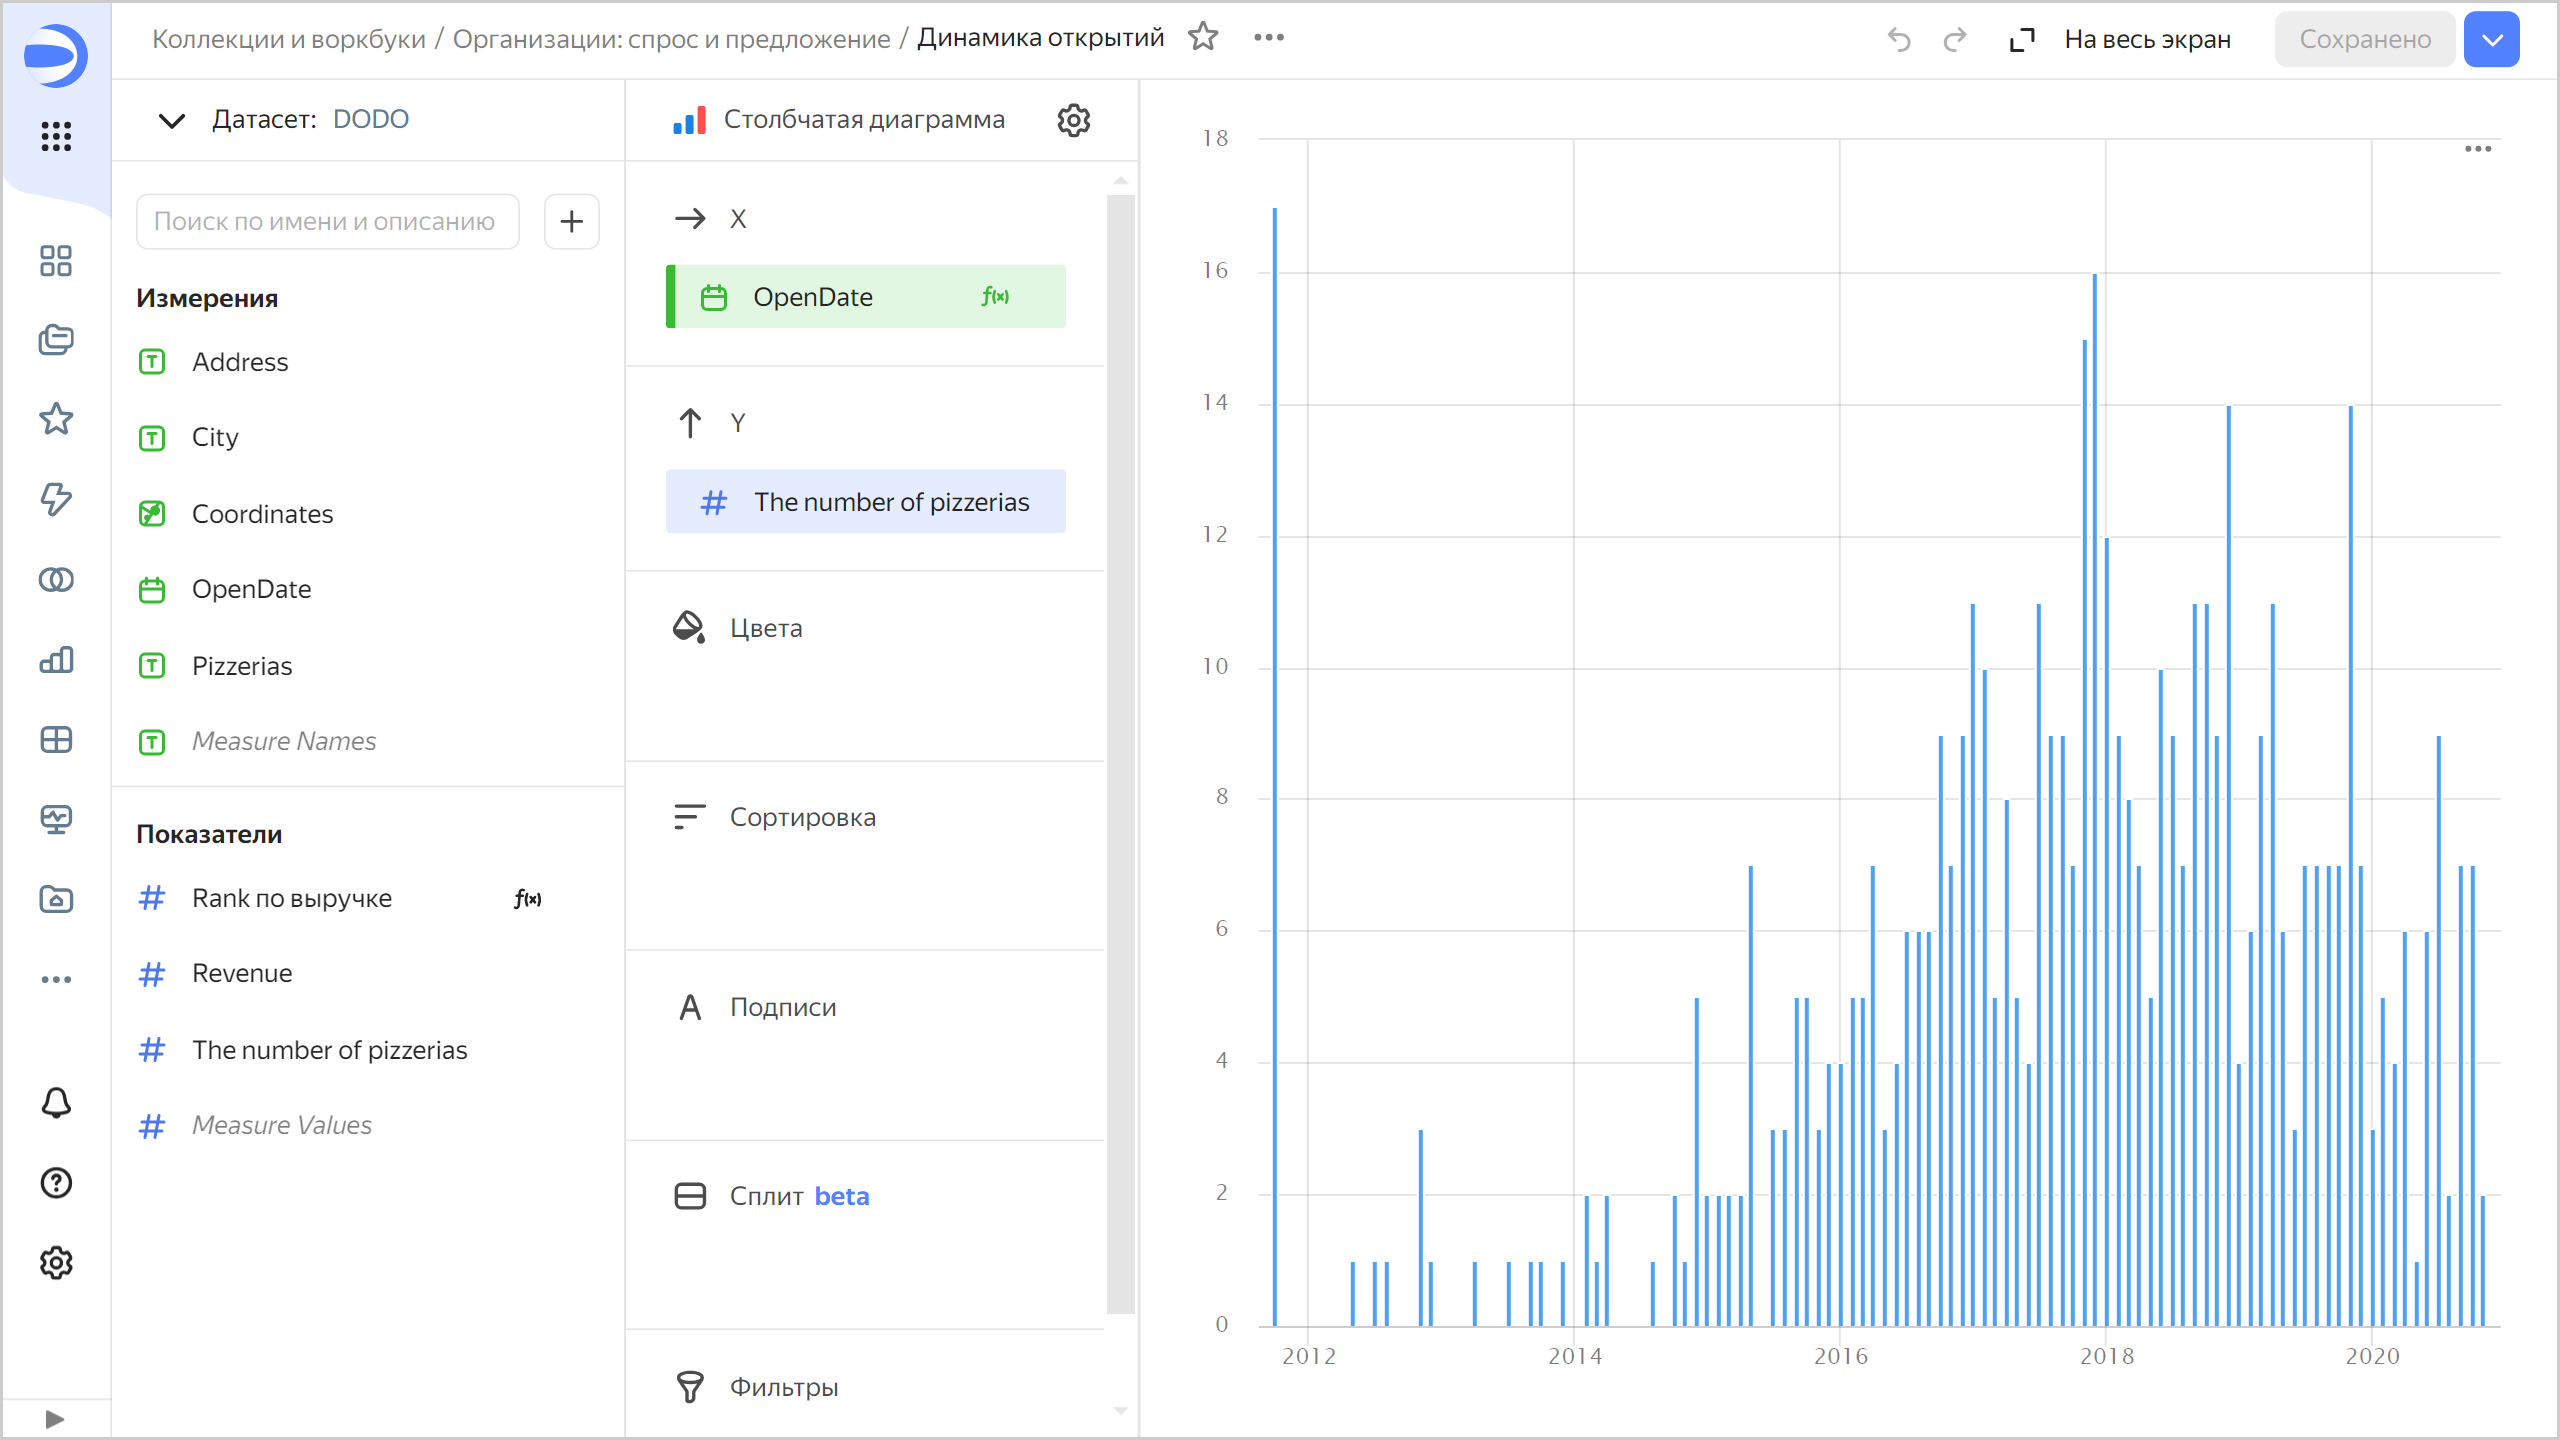 Коллекции и воркбуки / Организации: спрос и предложение / Динамика открытий
На весь экран
Сохранено
Датасет: DODO
Поиск по имени и описанию
Измерения
Address
City
Coordinates
OpenDate
Pizzerias
Measure Names
Показатели
Rank по выручке f(x)
Revenue
The number of pizzerias
Measure Values
Столбчатая диаграмма
X
OpenDate f(x)
Y
The number of pizzerias
Цвета
Сортировка
Подписи
Сплит beta
Фильтры
18
16
14
12
10
8
6
4
2
0
2012 2014 2016 2018 2020